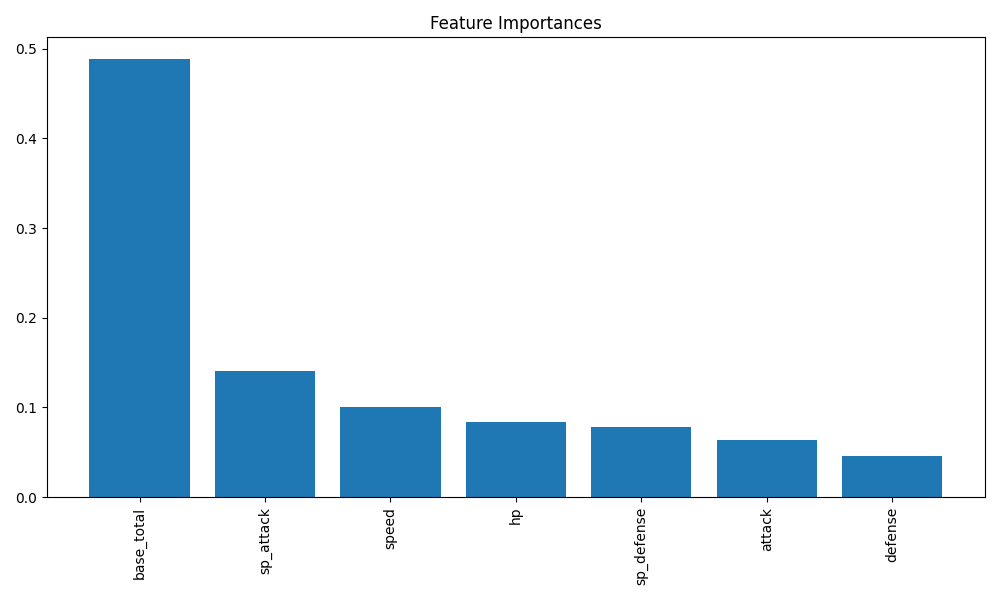 Feature Importances
0.5
0.4
0.3
0.2
0.1
0.0
base_total
sp_attack
speed
hp
sp_defense
attack
defense